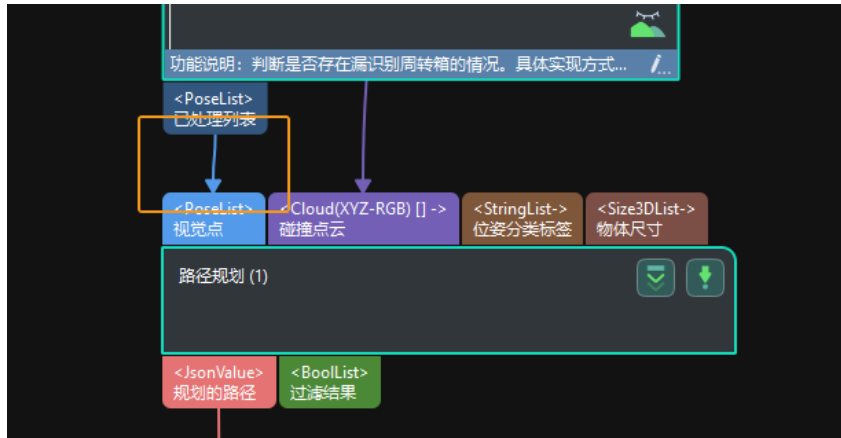 功能说明：判断是否存在漏识别周转箱的情况。具体实现方式...
<PoseList>
已处理列表
<PoseList>
视觉点
<Cloud(XYZ-RGB) [] ->
碰撞点云
<StringList->
位姿分类标签
<Size3DList->
物体尺寸
路径规划 (1)
<JsonValue>
规划的路径
<BoolList>
过滤结果